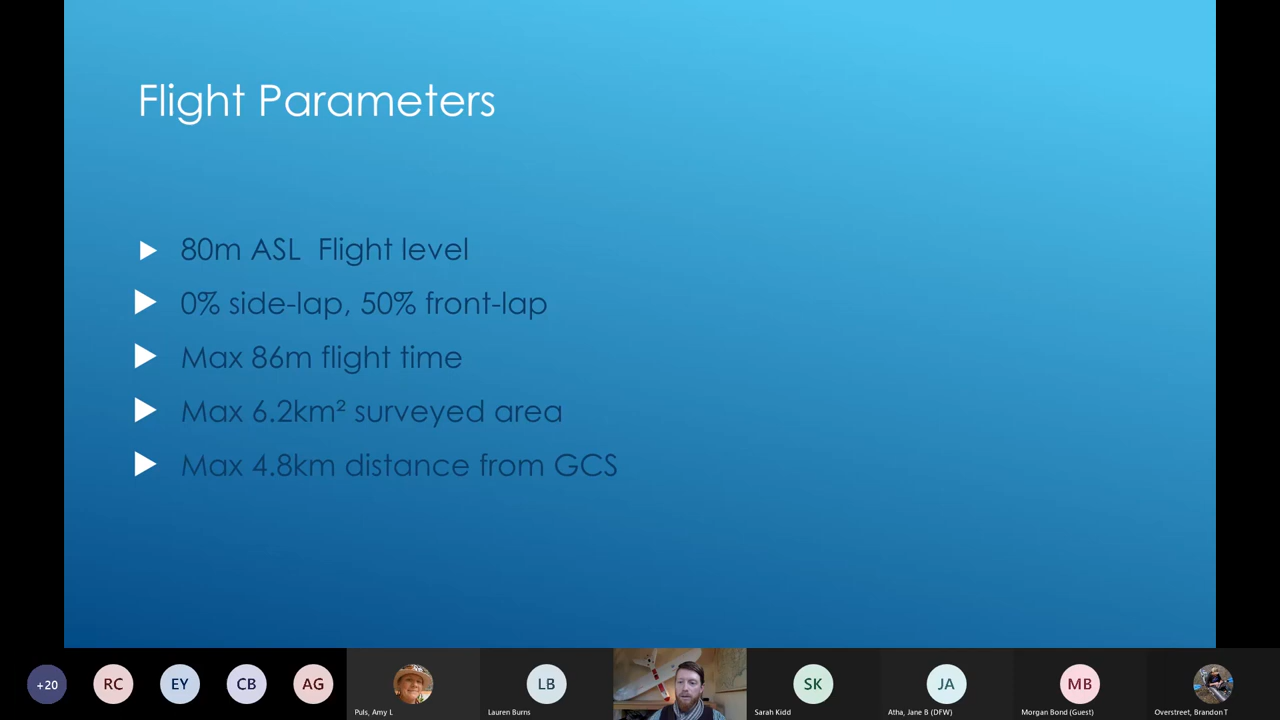 Flight Parameters
80m ASL  Flight level
0% side-lap, 50% front-lap
Max 86m flight time
Max 6.2km² surveyed area
Max 4.8km distance from GCS
+20
RC
EY
CB
AG
Puls, Amy L
LB
Lauren Burns
SK
Sarah Kidd
JA
Atha, Jane B (DFW)
MB
Morgan Bond (Guest)
Overstreet, Brandon T